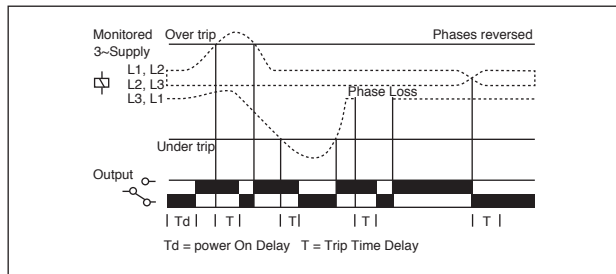 Monitored Over trip Phases reversed
3~Supply
L1, L2
L2, L3
L3, L1 Phase Loss
Under trip
Output
Td T T T T
Td = power On Delay T = Trip Time Delay